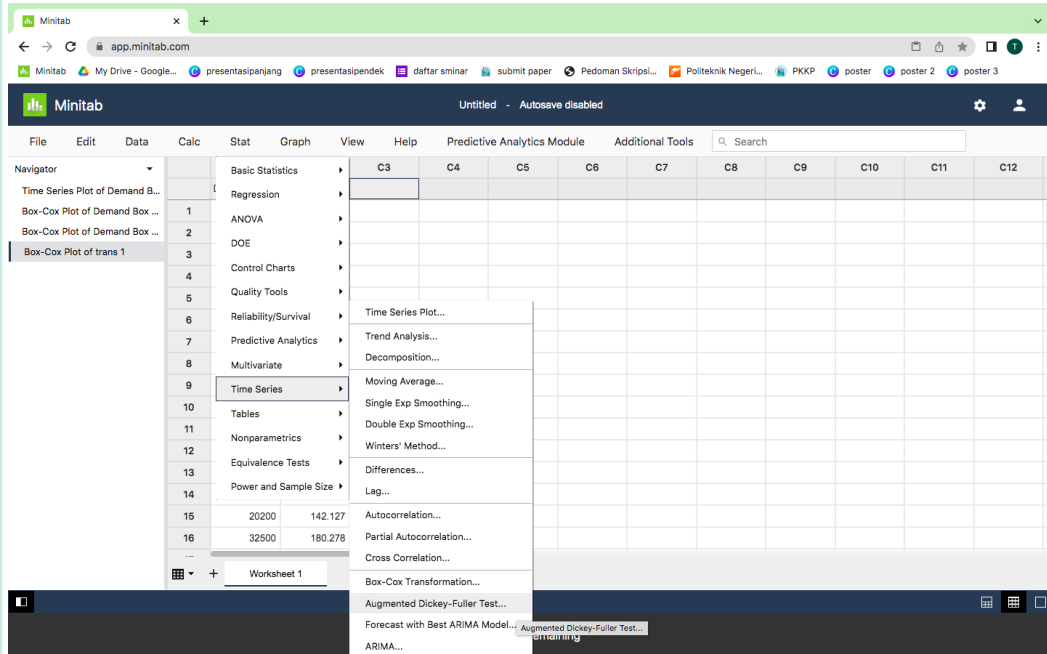 Minitab
app.minitab.com
Minitab My Drive - Google... presentasipanjang presentasipendek daftar sminar submit paper Pedoman Skripsi... Politeknik Negeri... PKKP poster poster 2 poster 3
Minitab Untitled - Autosave disabled
File Edit Data Calc Stat Graph View Help Predictive Analytics Module Additional Tools Search
Navigator
Time Series Plot of Demand B...
Box-Cox Plot of Demand Box ...
Box-Cox Plot of Demand Box ...
Box-Cox Plot of trans 1
C3 C4 C5 C6 C7 C8 C9 C10 C11 C12
1
2
3
4
5
6
7
8
9
10
11
12
13
14
15 20200 142.127
16 32500 180.278
Basic Statistics
Regression
ANOVA
DOE
Control Charts
Quality Tools
Reliability/Survival
Predictive Analytics
Multivariate
Time Series
Tables
Nonparametrics
Equivalence Tests
Power and Sample Size
Time Series Plot...
Trend Analysis...
Decomposition...
Moving Average...
Single Exp Smoothing...
Double Exp Smoothing...
Winters' Method...
Differences...
Lag...
Autocorrelation...
Partial Autocorrelation...
Cross Correlation...
Box-Cox Transformation...
Augmented Dickey-Fuller Test...
Forecast with Best ARIMA Model...
ARIMA...
Augmented Dickey-Fuller Test...
Worksheet 1
T